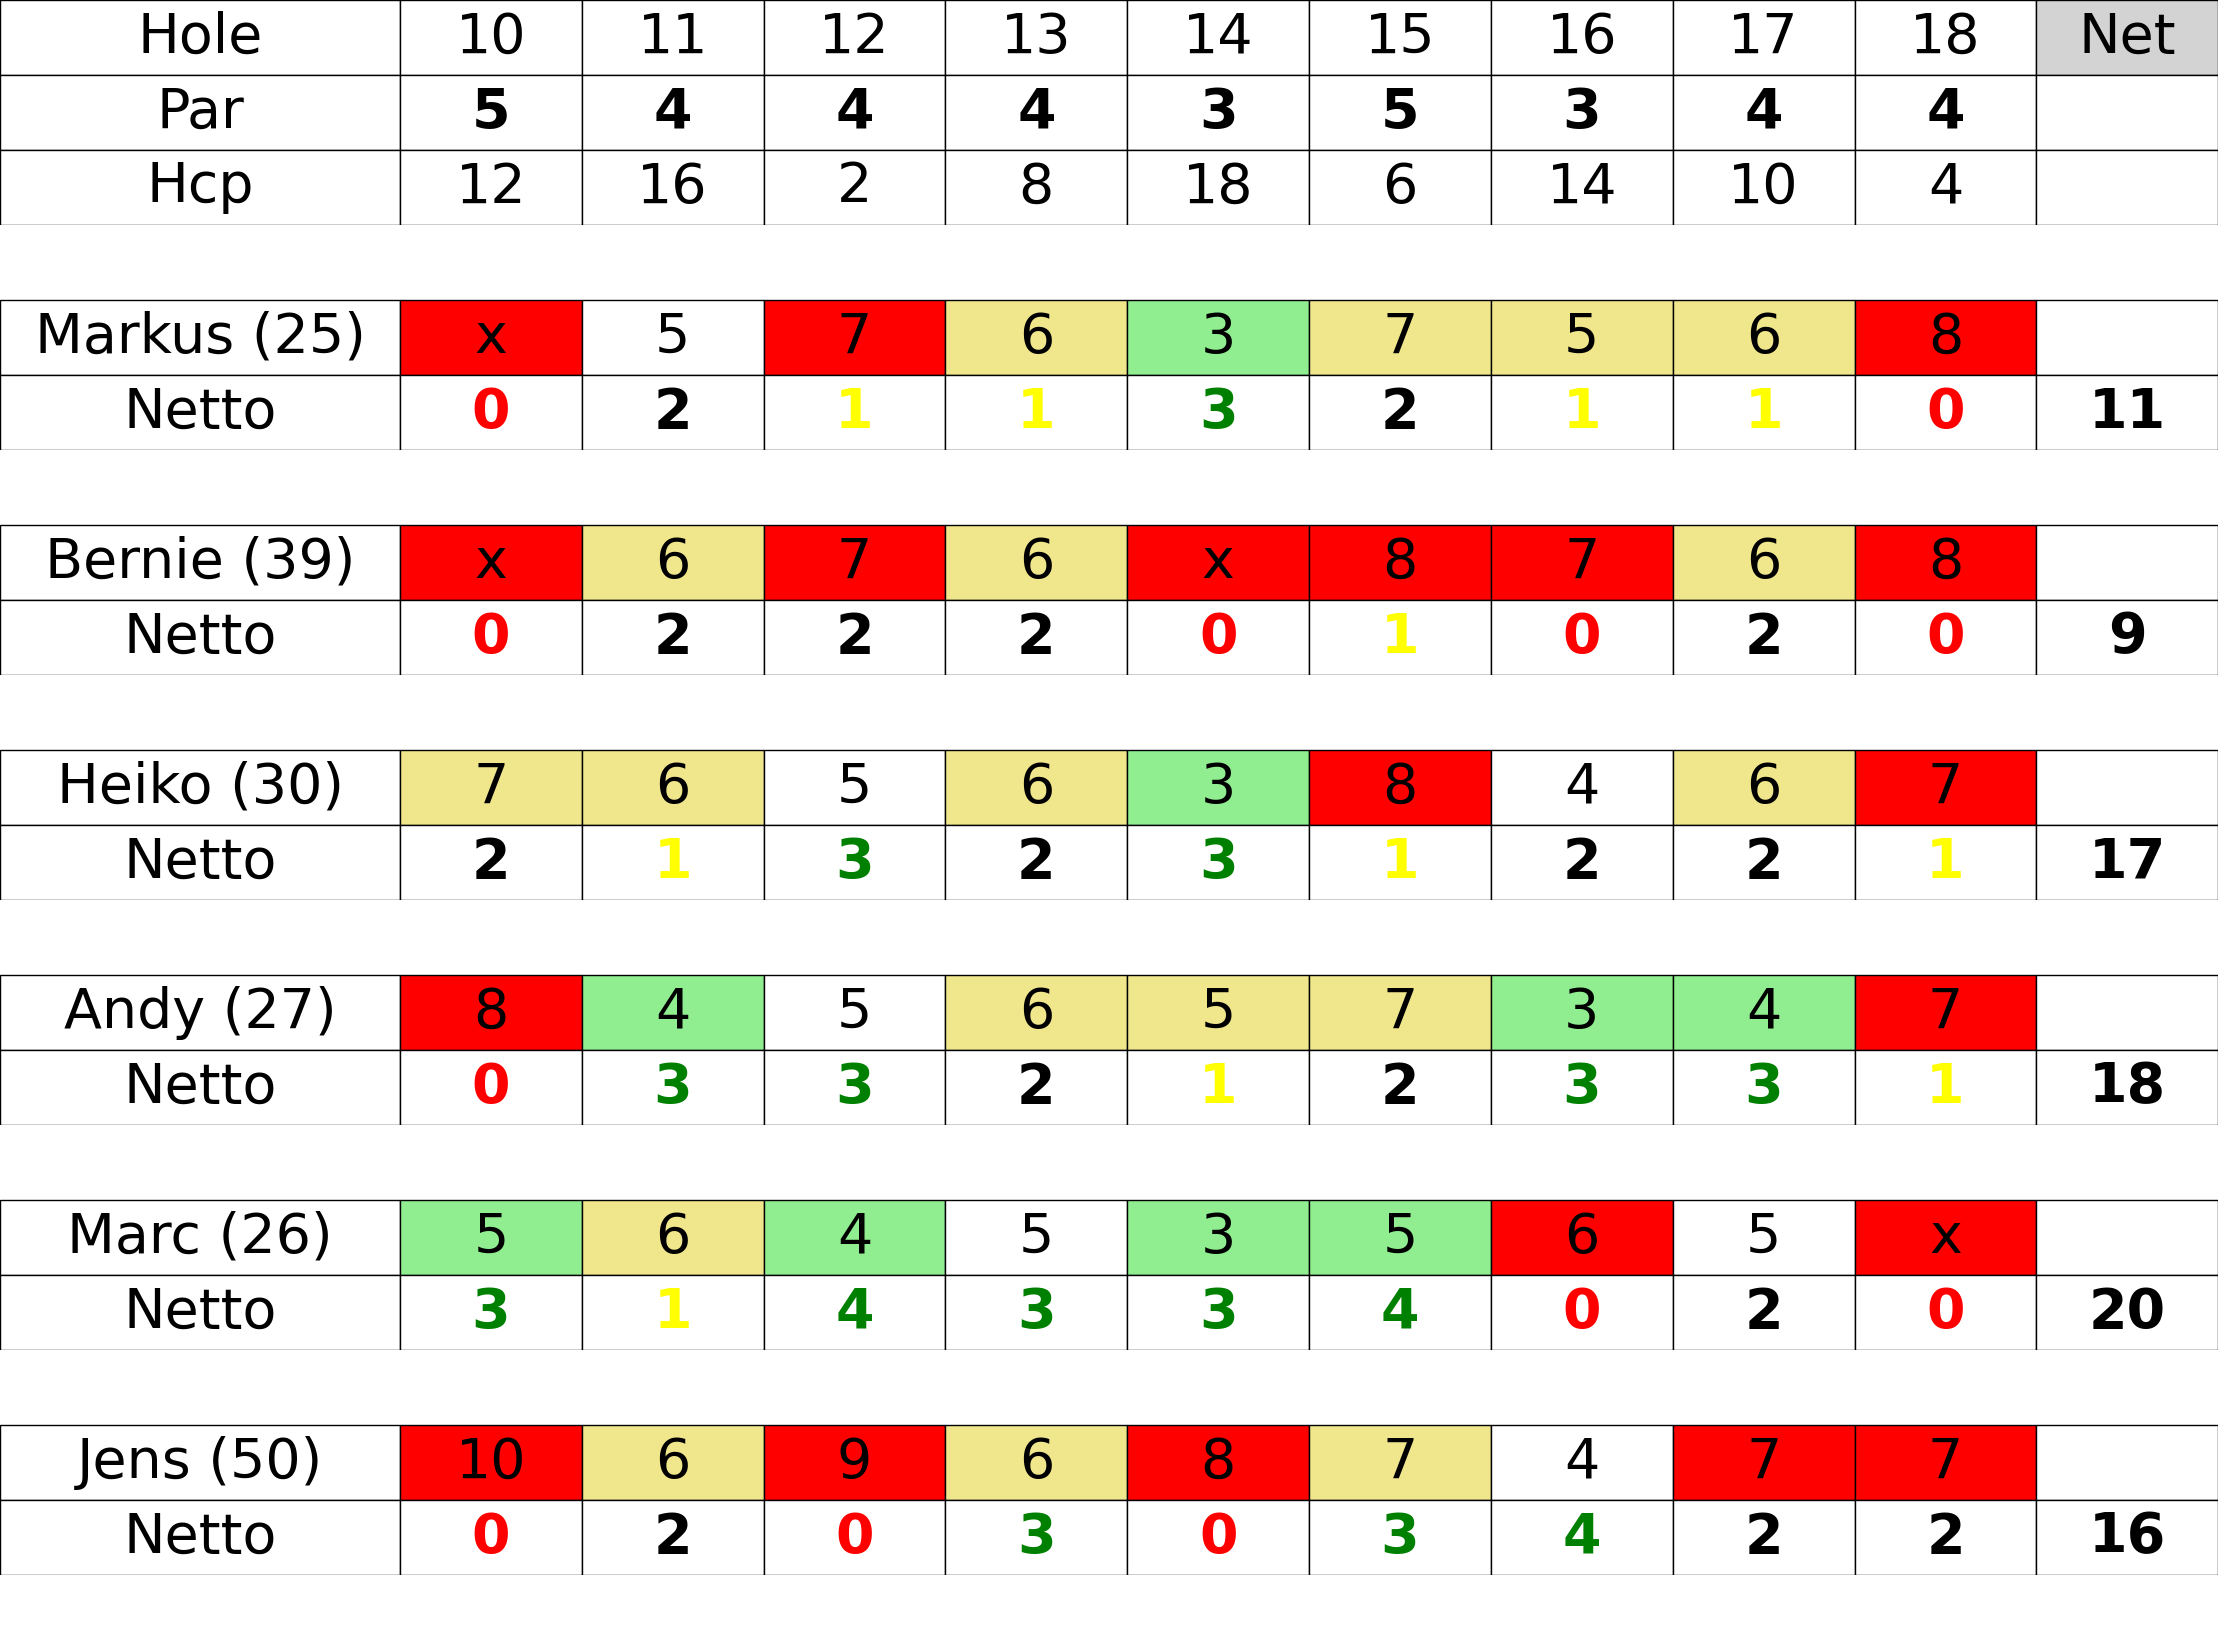 Hole 10 11 12 13 14 15 16 17 18 Net
Par 5 4 4 4 3 5 3 4 4
Hcp 12 16 2 8 18 6 14 10 4
Markus (25) x 5 7 6 3 7 5 6 8
Netto 0 2 1 1 3 2 1 1 0 11
Bernie (39) x 6 7 6 x 8 7 6 8
Netto 0 2 2 2 0 1 0 2 0 9
Heiko (30) 7 6 5 6 3 8 4 6 7
Netto 2 1 3 2 3 1 2 2 1 17
Andy (27) 8 4 5 6 5 7 3 4 7
Netto 0 3 3 2 1 2 3 3 1 18
Marc (26) 5 6 4 5 3 5 6 5 x
Netto 3 1 4 3 3 4 0 2 0 20
Jens (50) 10 6 9 6 8 7 4 7 7
Netto 0 2 0 3 0 3 4 2 2 16